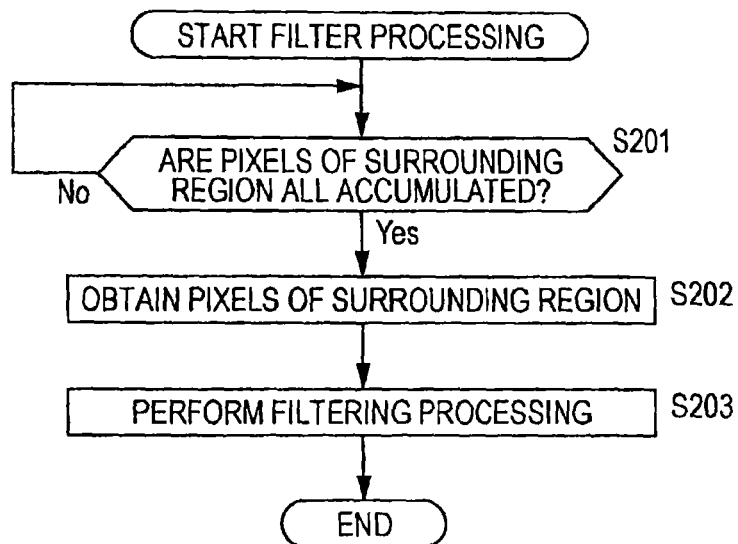 START FILTER PROCESSING
S201
ARE PIXELS OF SURROUNDING
REGION ALL ACCUMULATED?
No
Yes
OBTAIN PIXELS OF SURROUNDING REGION
S202
PERFORM FILTERING PROCESSING
S203
END